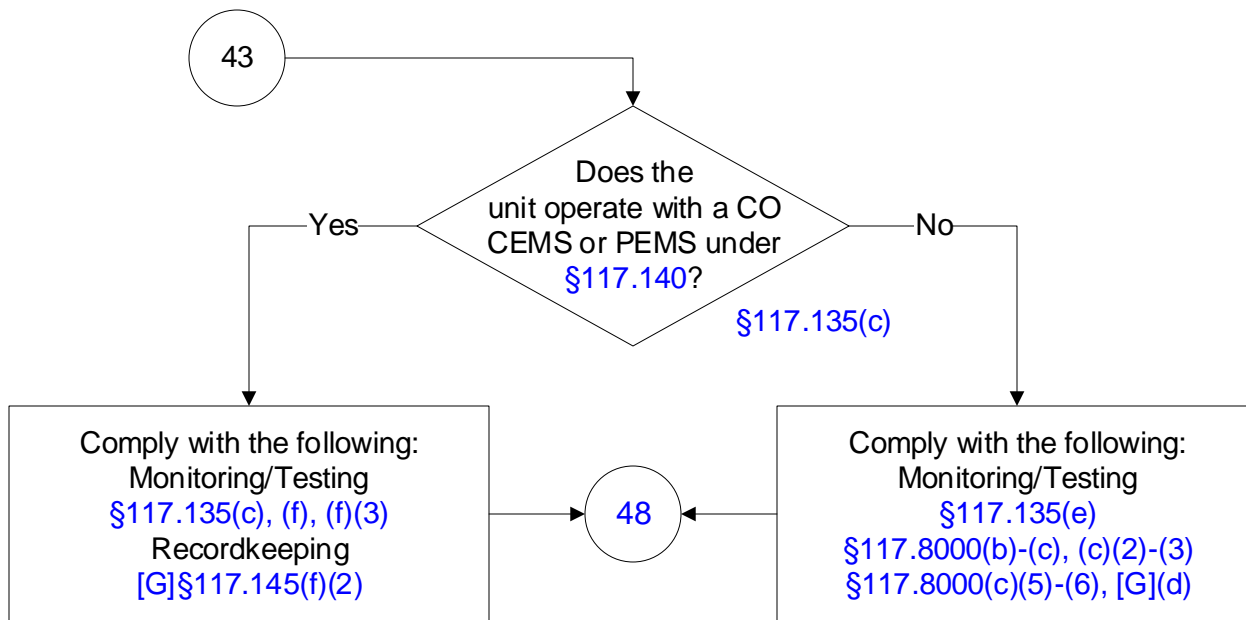 43
Does the
unit operate with a CO
CEMS or PEMS under
§117.140?
§117.135(c)
Yes
No
Comply with the following:
Monitoring/Testing
§117.135(c), (f), (f)(3)
Recordkeeping
[G]§117.145(f)(2)
48
Comply with the following:
Monitoring/Testing
§117.135(e)
§117.8000(b)-(c), (c)(2)-(3)
§117.8000(c)(5)-(6), [G](d)